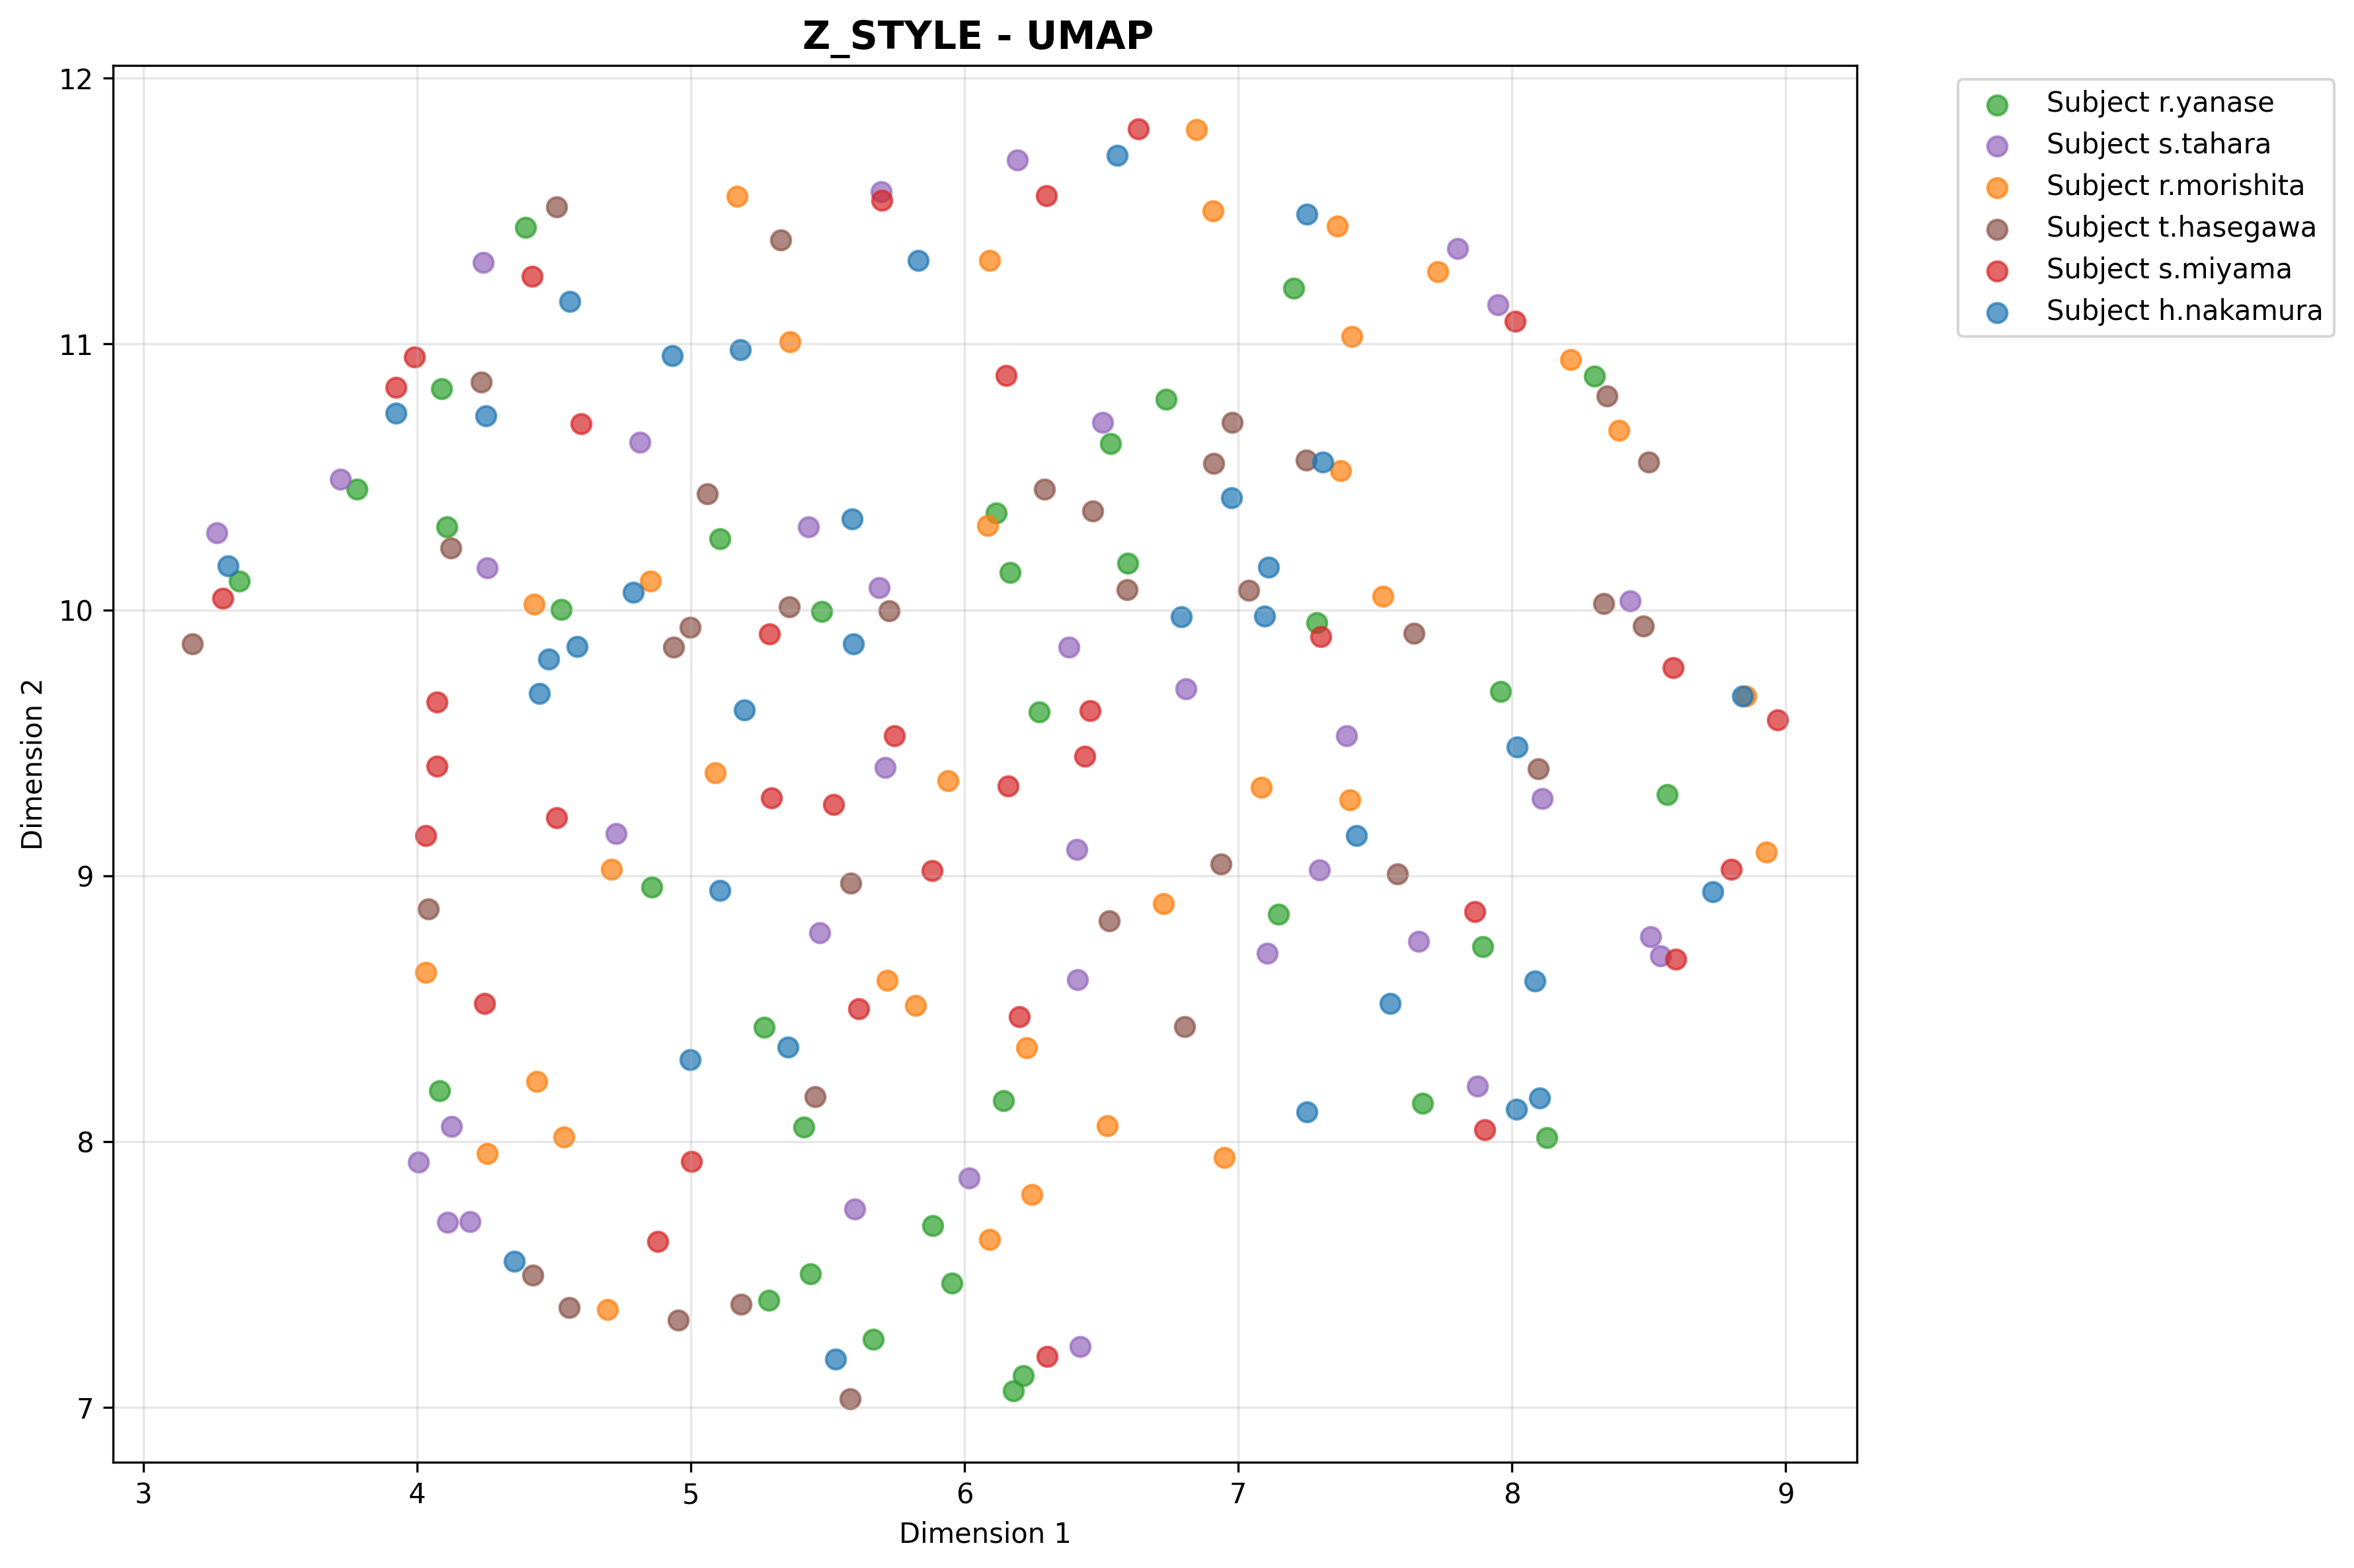 Z_STYLE - UMAP
Subject r.yanase
Subject s.tahara
Subject r.morishita
Subject t.hasegawa
Subject s.miyama
Subject h.nakamura
12
11
10
9
8
7
Dimension 2
3 4 5 6 7 8 9
Dimension 1